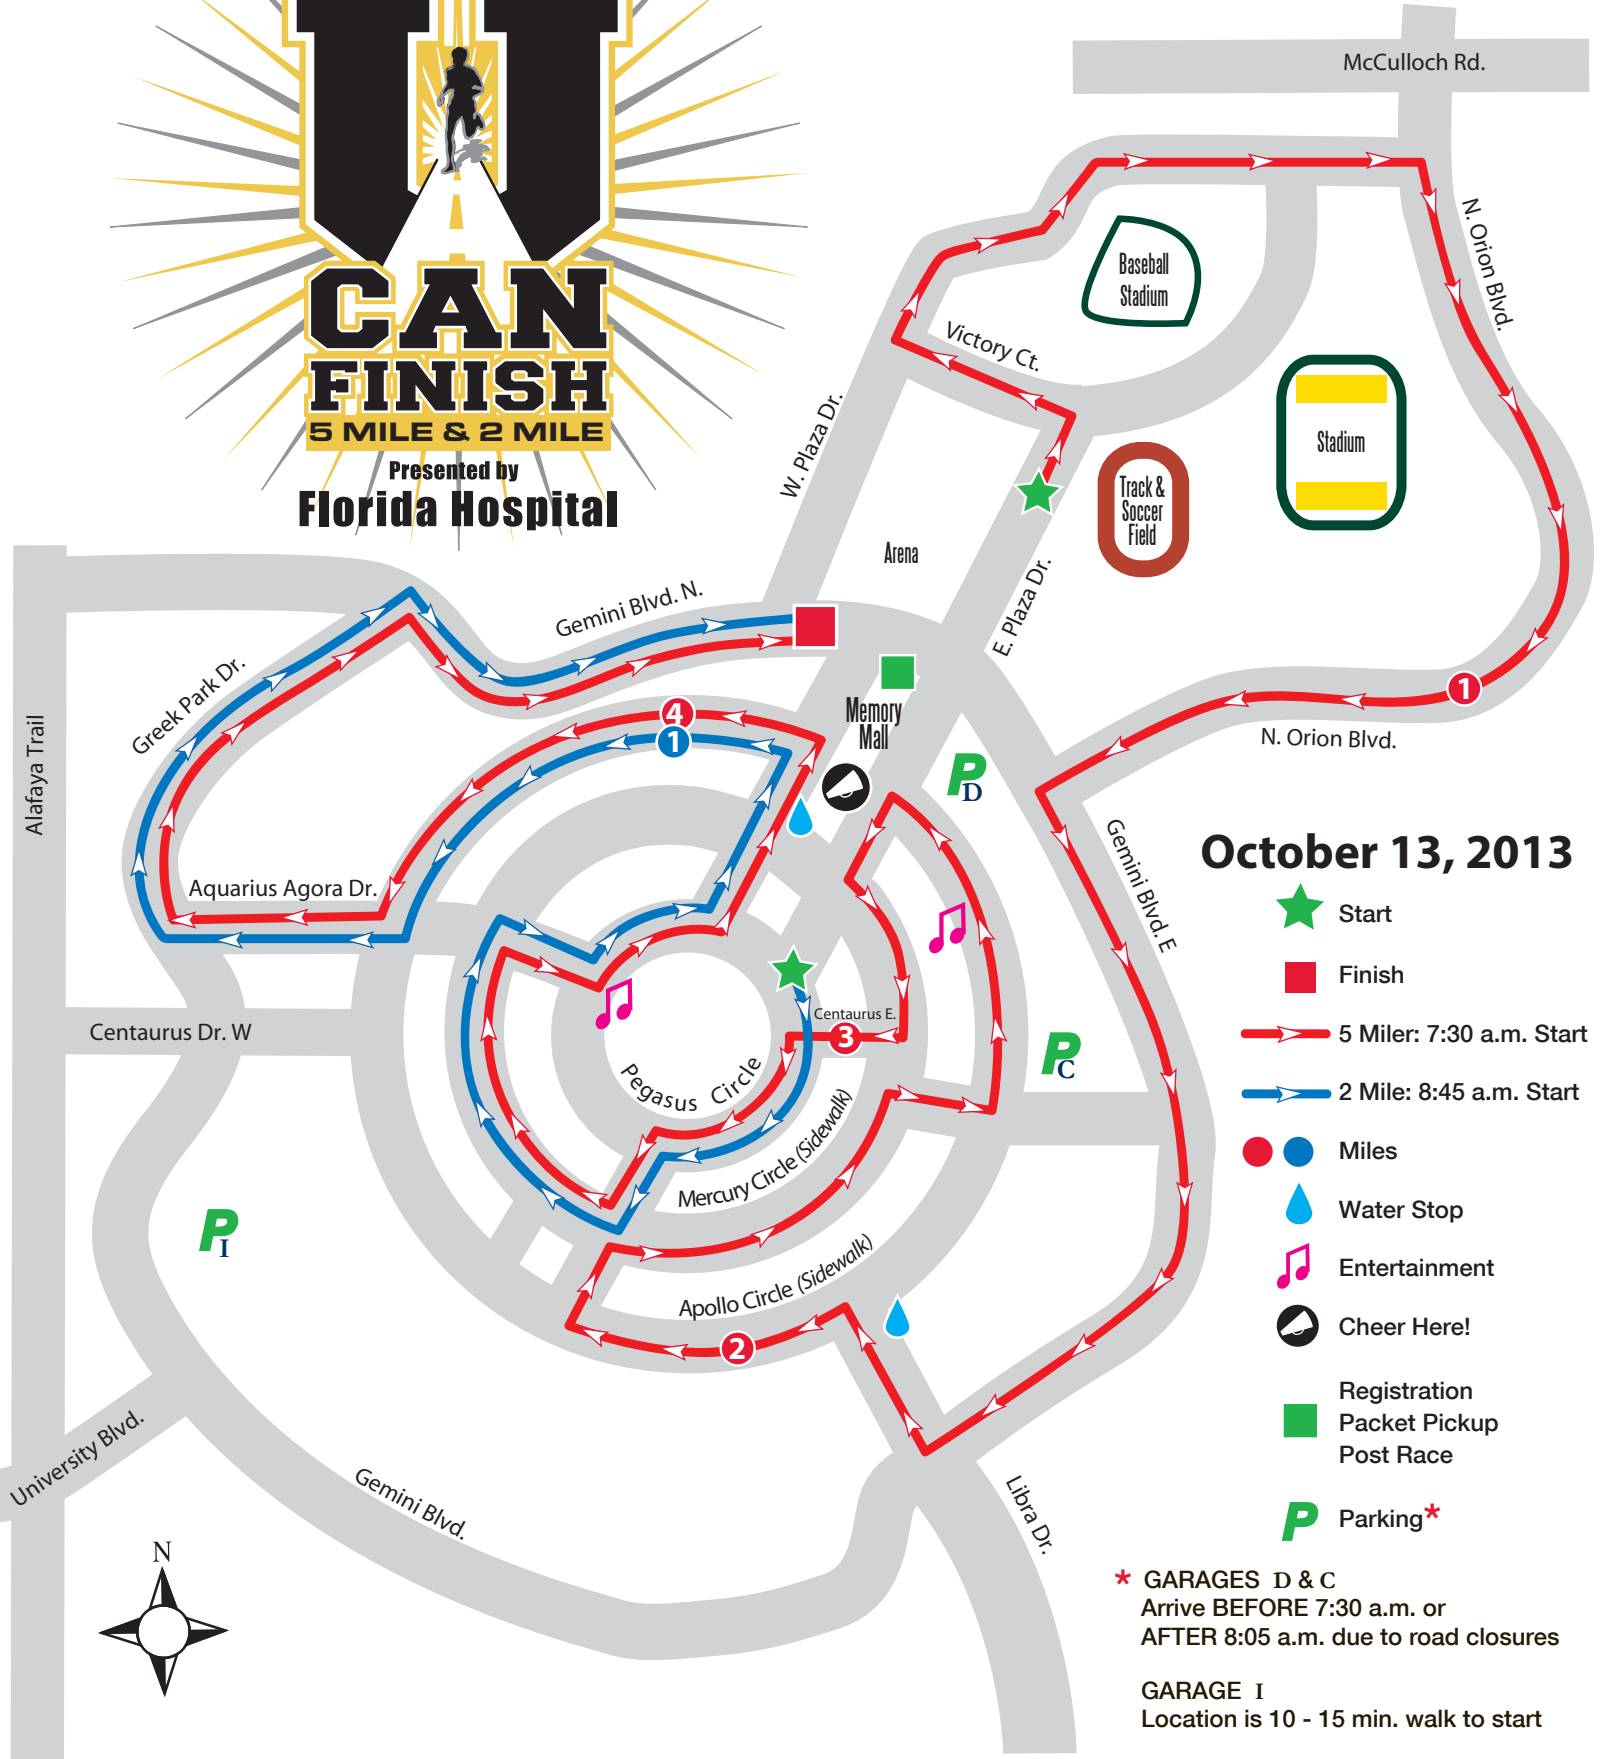 U
CAN
FINISH
5 MILE & 2 MILE
Presented by
Florida Hospital
McCulloch Rd.
N. Orion Blvd.
Baseball
Stadium
Victory Ct.
W. Plaza Dr.
Stadium
Track &
Soccer
Field
Arena
E. Plaza Dr.
Gemini Blvd. N.
Greek Park Dr.
1
N. Orion Blvd.
Memory
Mall
4
1
Alafaya Trail
P D
Gemini Blvd. E
Aquarius Agora Dr.
Centaurus Dr. W
Centaurus E.
3
P C
Pegasus Circle
Mercury Circle (Sidewalk)
Apollo Circle (Sidewalk)
P I
2
University Blvd.
Gemini Blvd.
Libra Dr.
N
October 13, 2013
Start
Finish
5 Miler: 7:30 a.m. Start
2 Mile: 8:45 a.m. Start
Miles
Water Stop
Entertainment
Cheer Here!
Registration
Packet Pickup
Post Race
P Parking*
* GARAGES D & C
Arrive BEFORE 7:30 a.m. or
AFTER 8:05 a.m. due to road closures
GARAGE I
Location is 10 - 15 min. walk to start